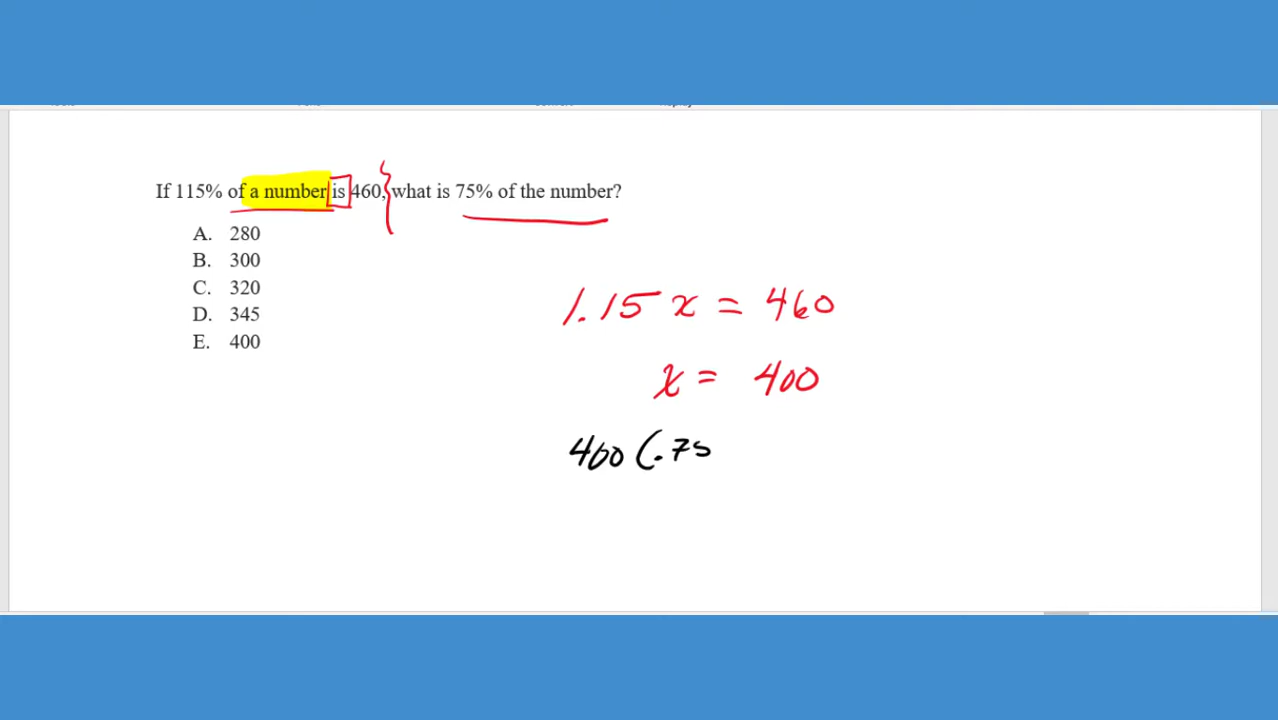 If 115% of a number is 460, what is 75% of the number?
A. 280
B. 300
C. 320
D. 345
E. 400
1.15 x = 460
x = 400
400 (.75